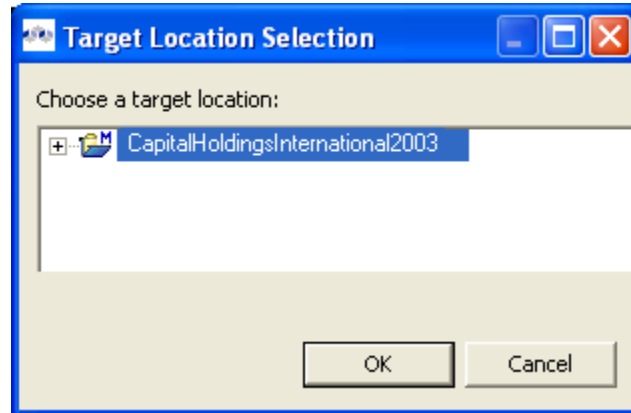 Target Location Selection
Choose a target location:
M CapitalHoldingsInternational2003
OK Cancel